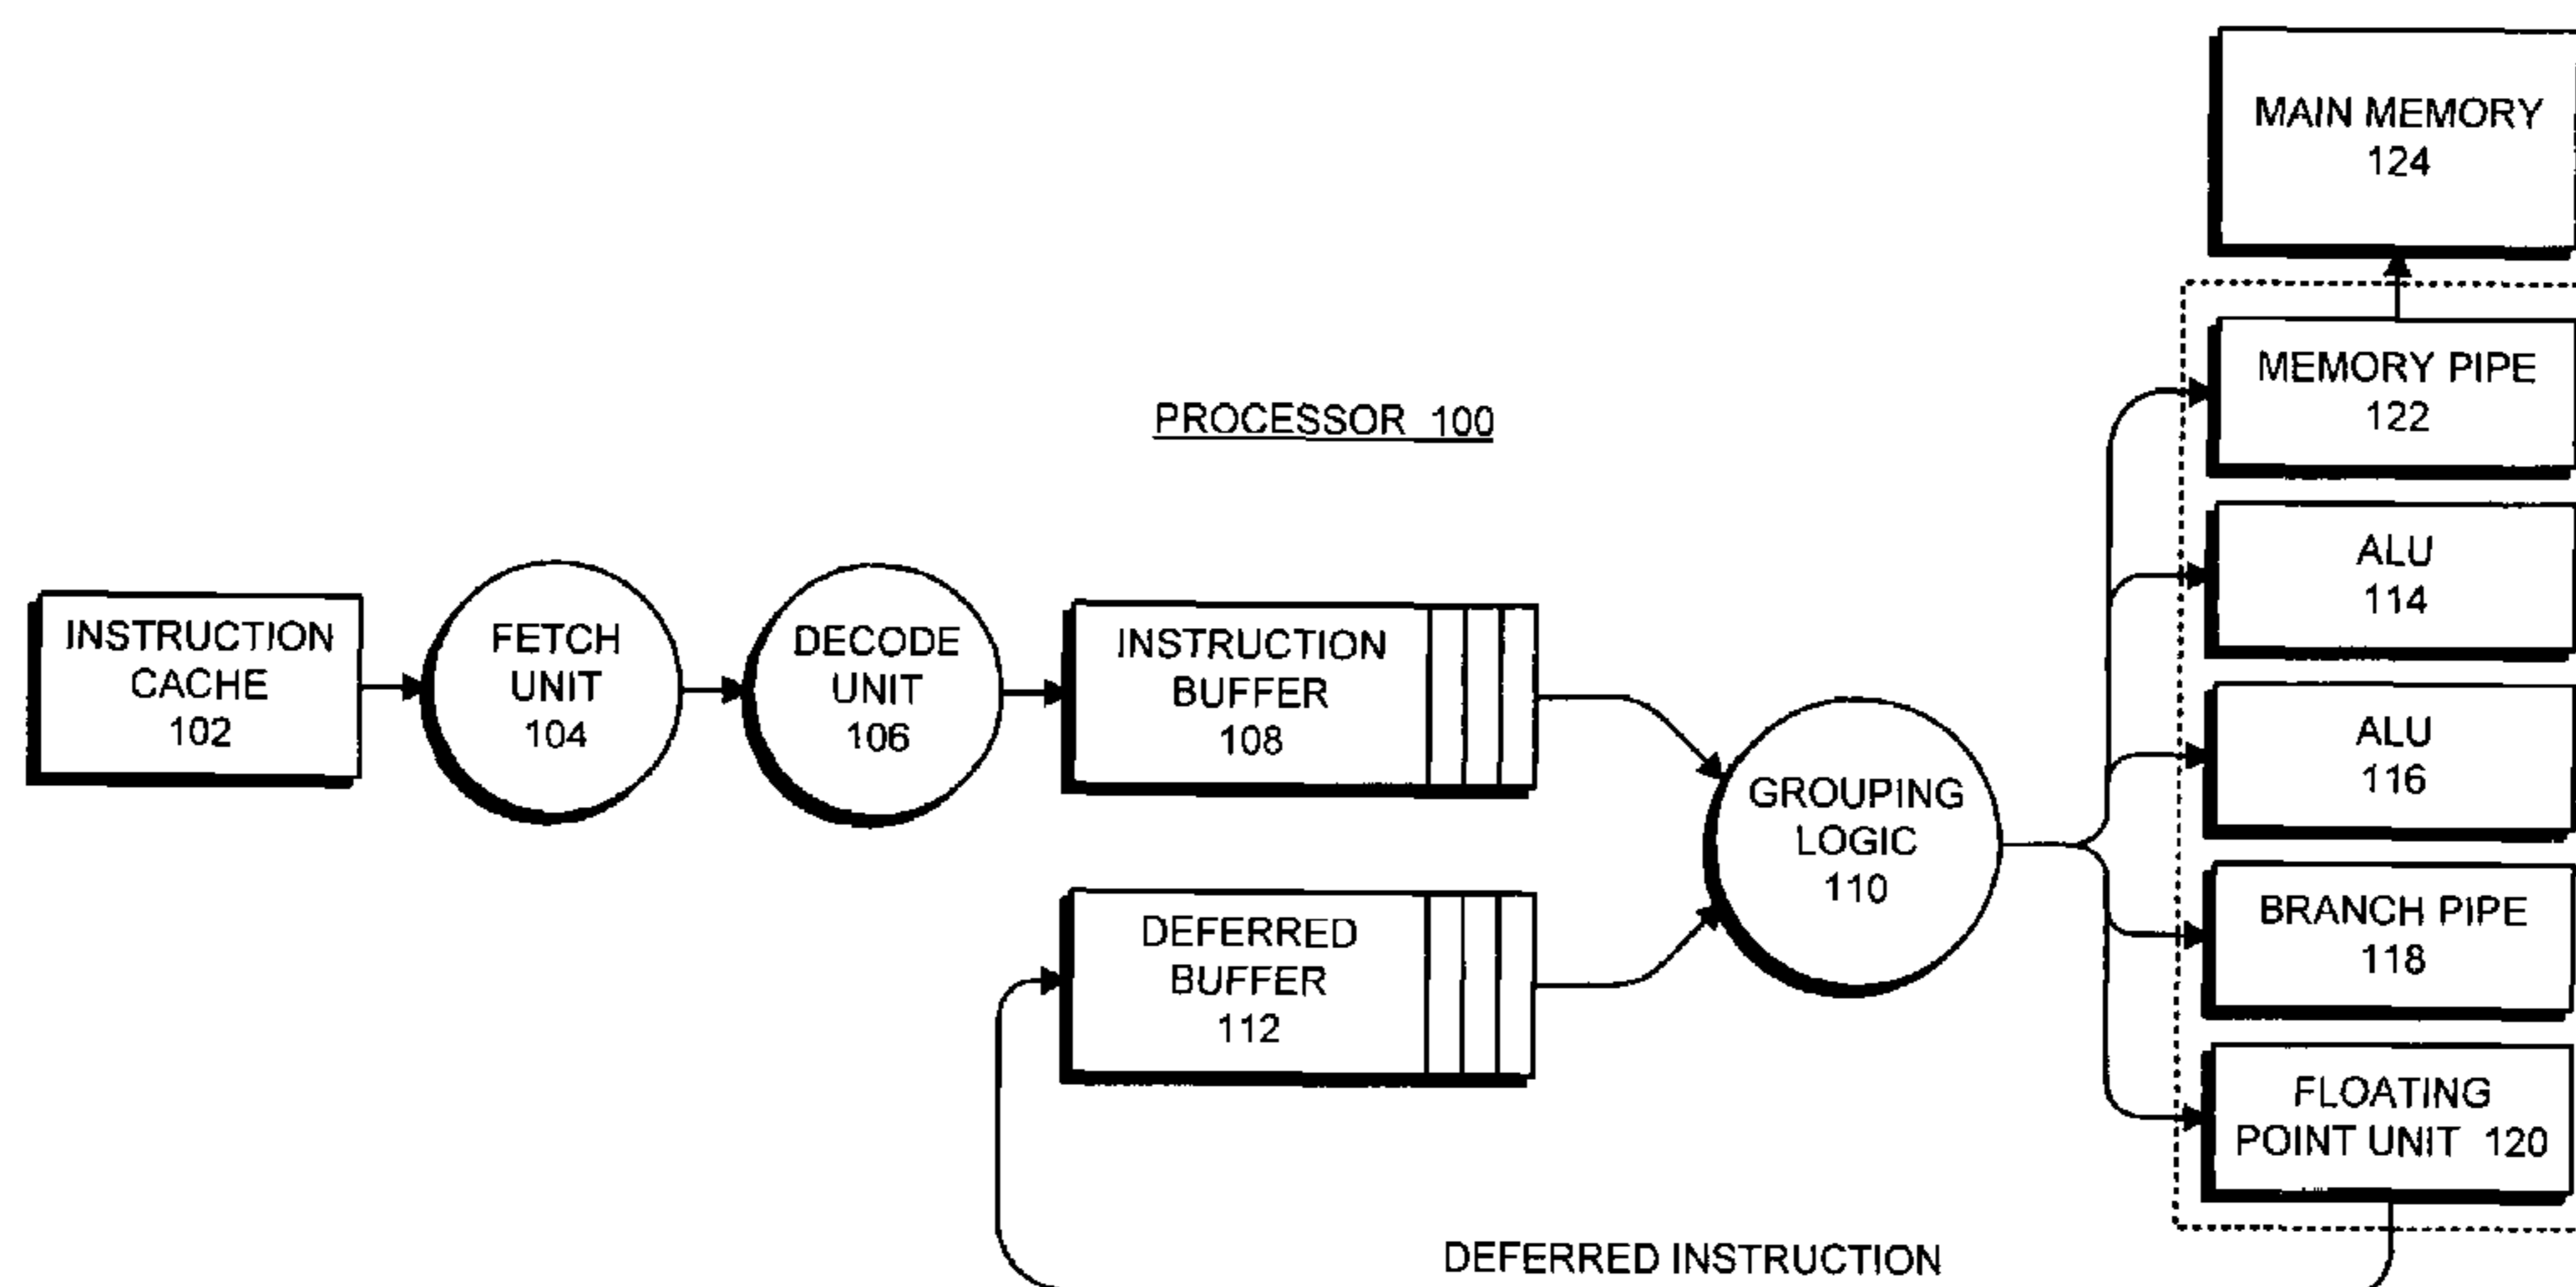 MAIN MEMORY
124
PROCESSOR 100
MEMORY PIPE
122
ALU
114
INSTRUCTION
CACHE
102
FETCH
UNIT
104
DECODE
UNIT
106
INSTRUCTION
BUFFER
108
ALU
116
GROUPING
LOGIC
110
DEFERRED
BUFFER
112
BRANCH PIPE
118
FLOATING
POINT UNIT 120
DEFERRED INSTRUCTION